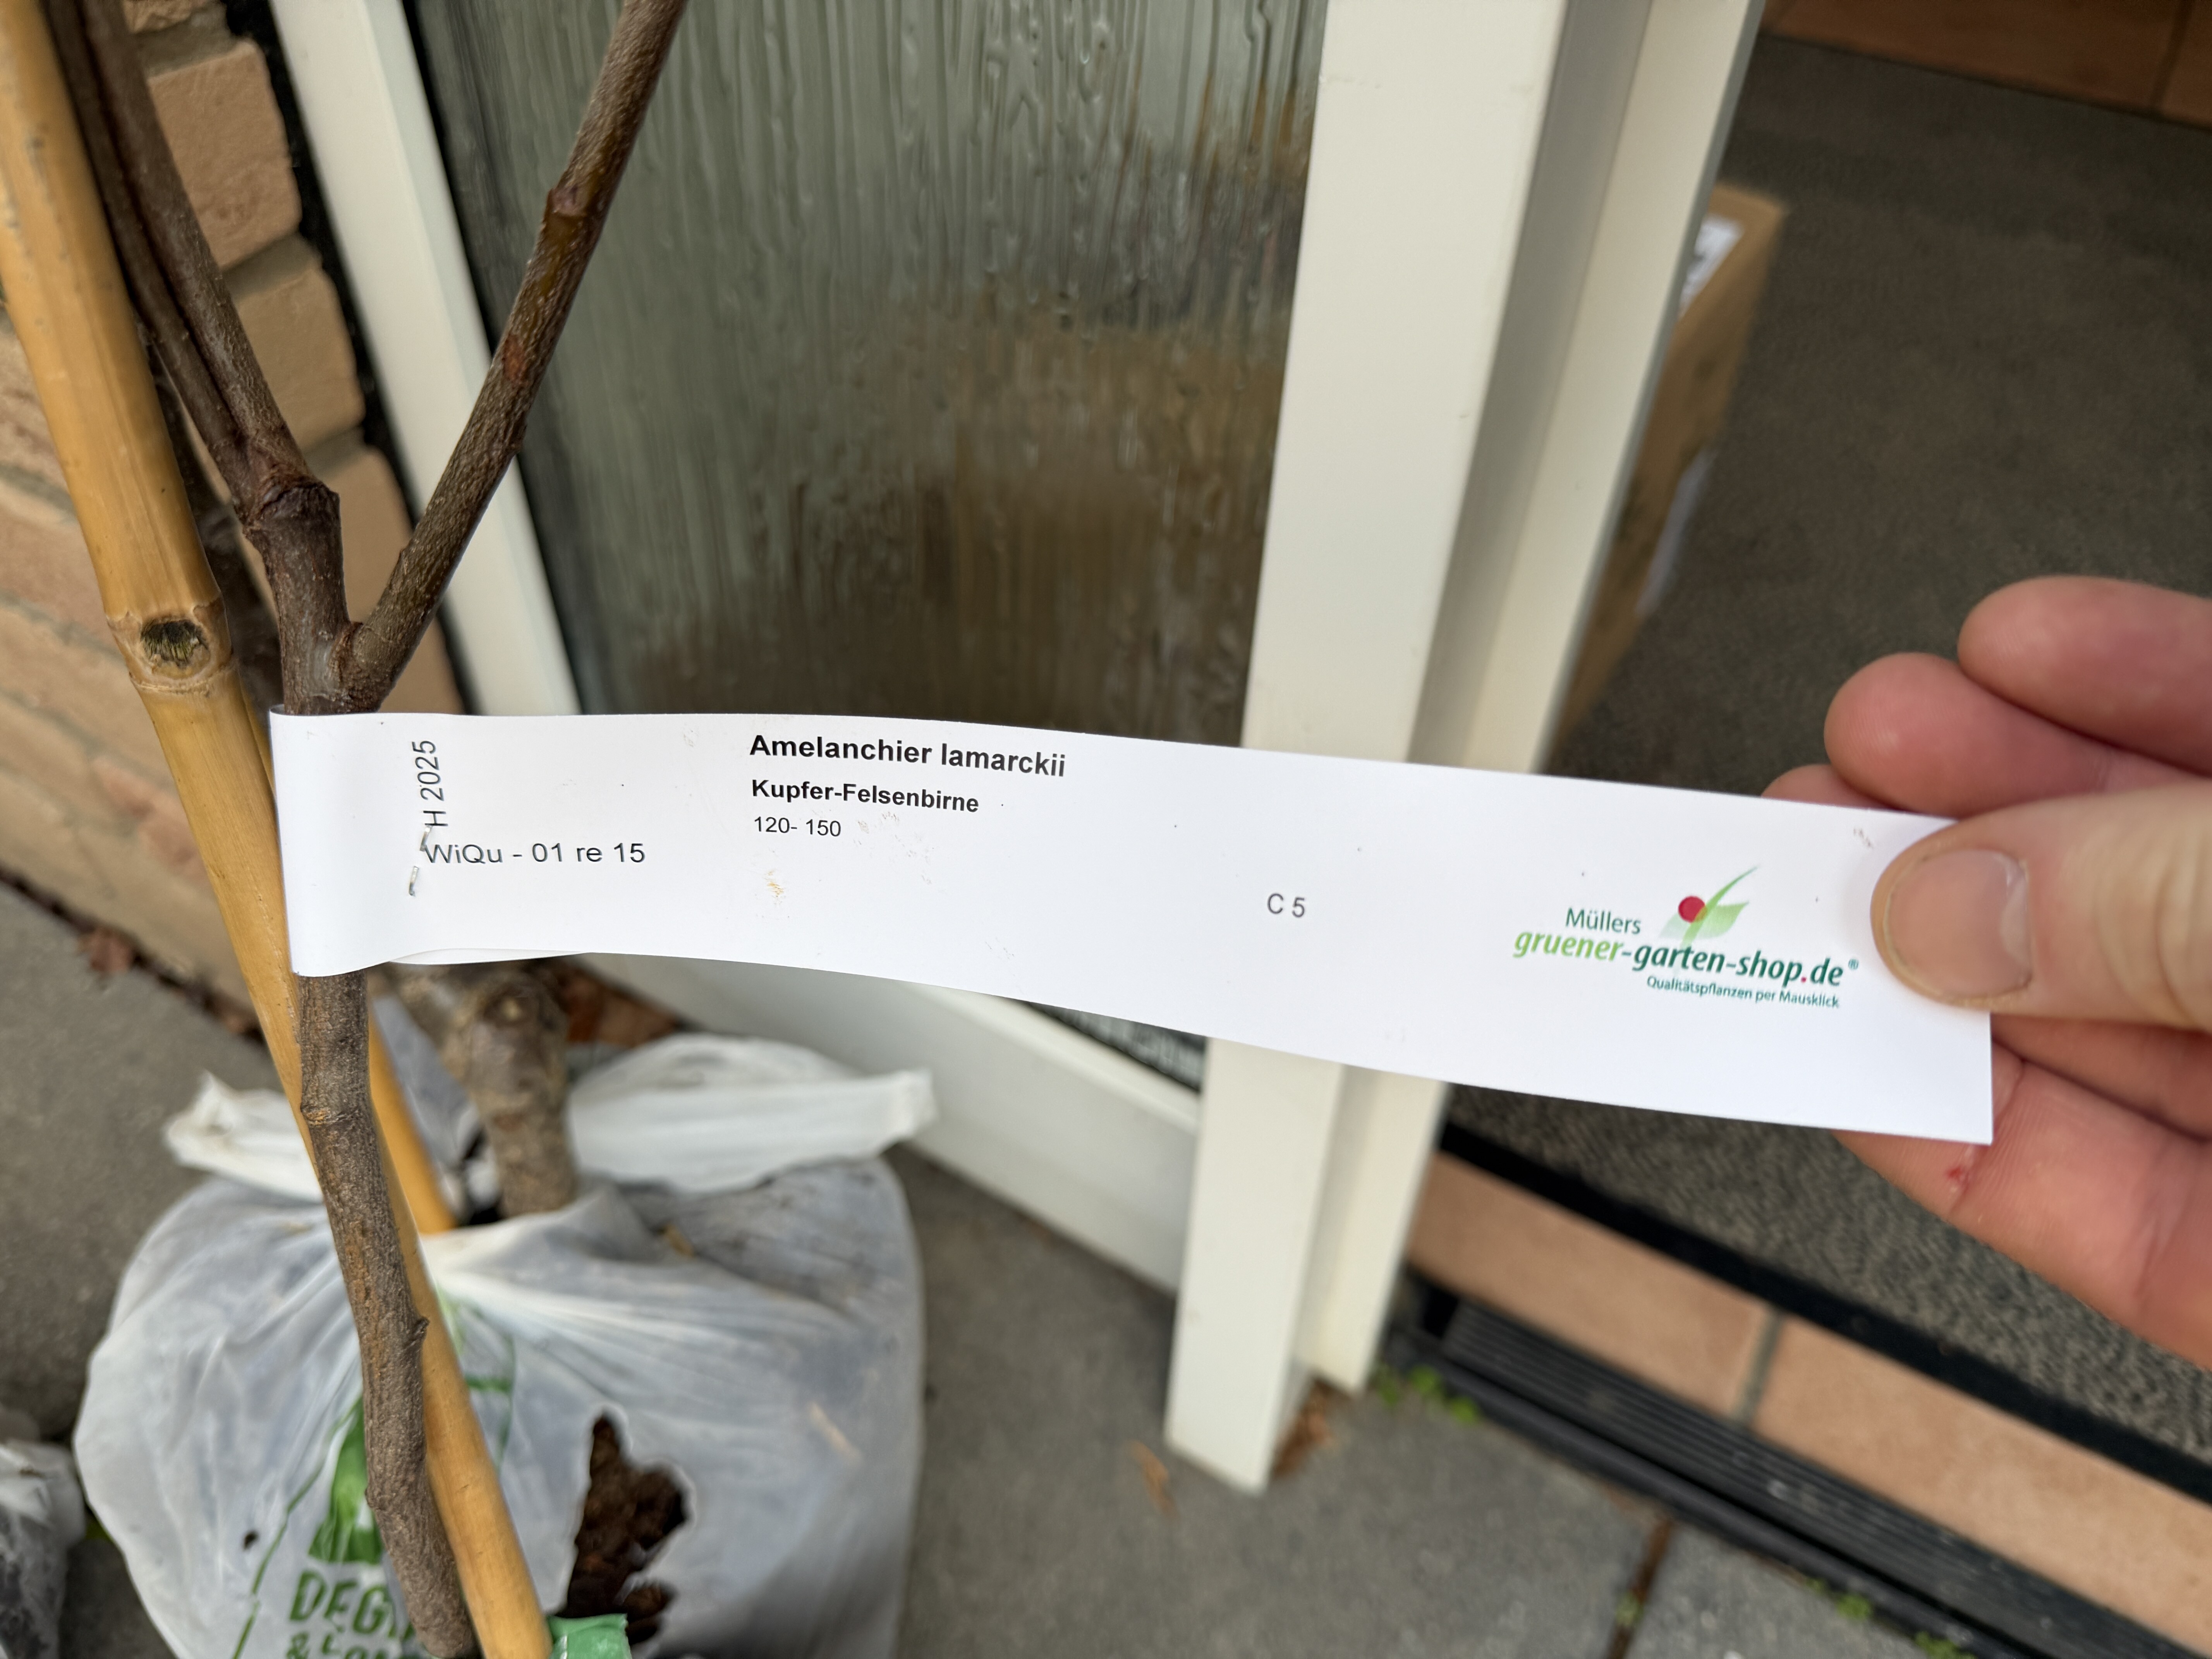 H 2025
WiQu - 01 re 15
Amelanchier lamarckii
Kupfer-Felsenbirne
120- 150
C 5
Müllers
gruener-garten-shop.de®
Qualitätspflanzen per Mausklick